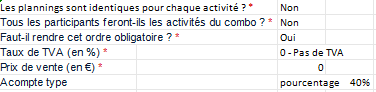 Les plannings sont identiques pour chaque activité ? * Non
Tous les participants feront-ils les activités du combo ? * Non
Faut-il rendre cet ordre obligatoire ? * Oui
Taux de TVA (en %) * 0 - Pas de TVA
Prix de vente (en €) * 0
Acompte type pourcentage 40%